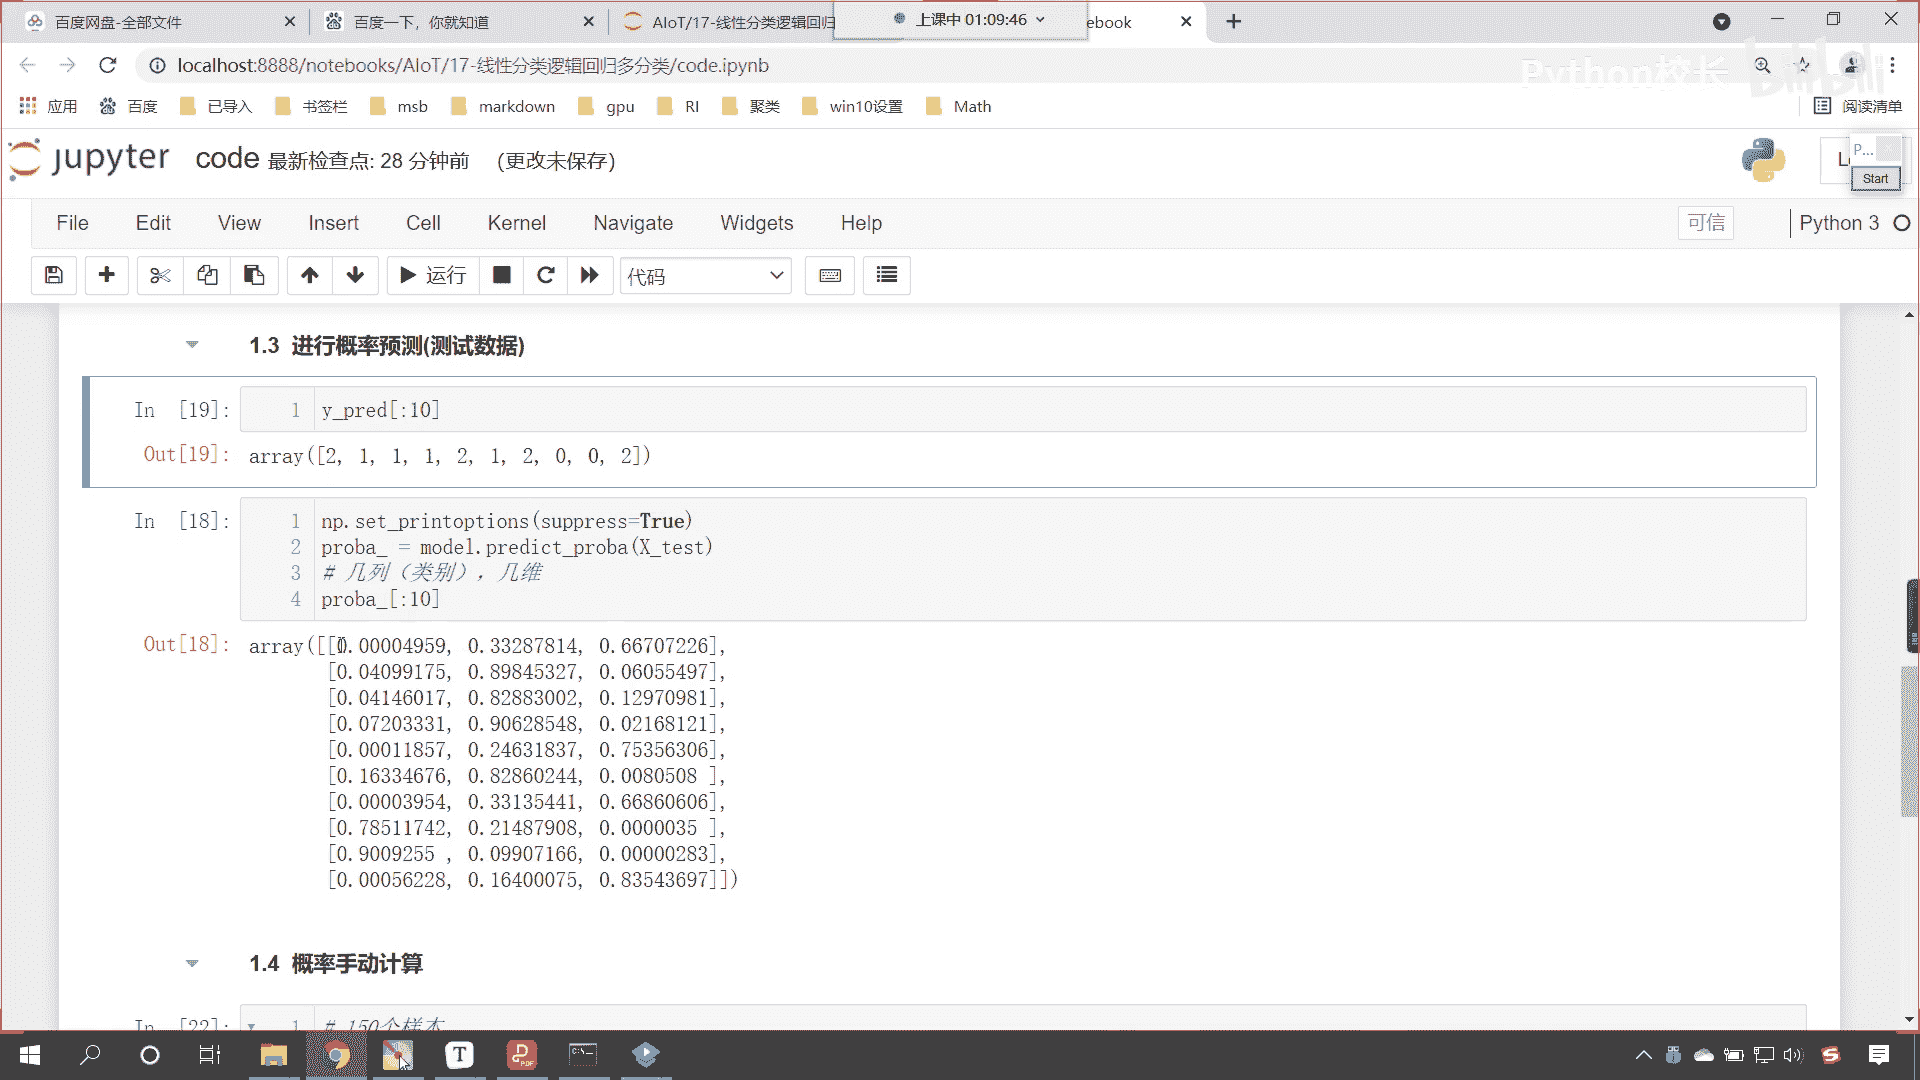 百度网盘-全部文件
百度一下，你就知道
AIoT/17-线性分类逻辑回归
上课中 01:09:46
ebook
localhost:8888/notebooks/AIoT/17-线性分类逻辑回归多分类/code.ipynb
Python校长
bilibili
应用 百度 已导入 书签栏 msb markdown gpu RI 聚类 win10设置 Math 阅读清单
jupyter code 最新检查点: 28 分钟前 (更改未保存)
P...
Start
File Edit View Insert Cell Kernel Navigate Widgets Help 可信 Python 3
运行 代码
1.3 进行概率预测(测试数据)
In [19]: 1 y_pred[:10]
Out[19]: array([2, 1, 1, 1, 2, 1, 2, 0, 0, 2])
In [18]: 1 np.set_printoptions(suppress=True)
2 proba_ = model.predict_proba(X_test)
3 # 几列（类别），几维
4 proba_[:10]
Out[18]: array([[0.00004959, 0.33287814, 0.66707226],
[0.04099175, 0.89845327, 0.06055497],
[0.04146017, 0.82883002, 0.12970981],
[0.07203331, 0.90628548, 0.02168121],
[0.00011857, 0.24631837, 0.75356306],
[0.16334676, 0.82860244, 0.0080508 ],
[0.00003954, 0.33135441, 0.66860606],
[0.78511742, 0.21487908, 0.0000035 ],
[0.9009255 , 0.09907166, 0.00000283],
[0.00056228, 0.16400075, 0.83543697]])
1.4 概率手动计算
In [22]: 1 # 150个样本